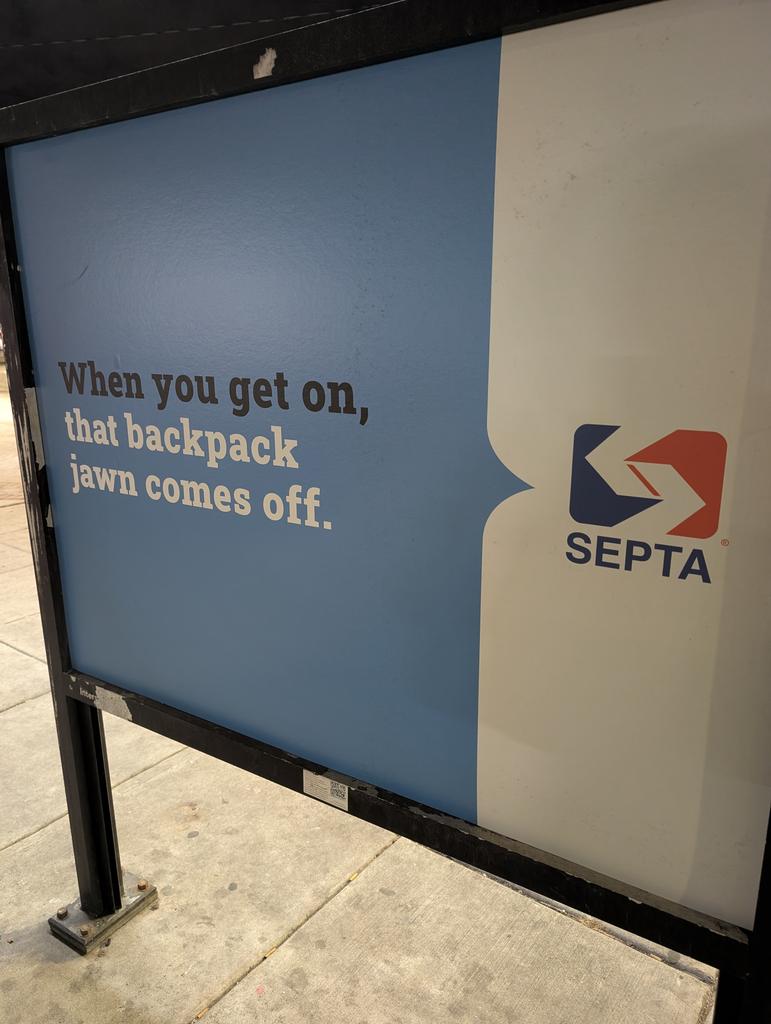 When you get on,
that backpack
jawn comes off.
SEPTA®